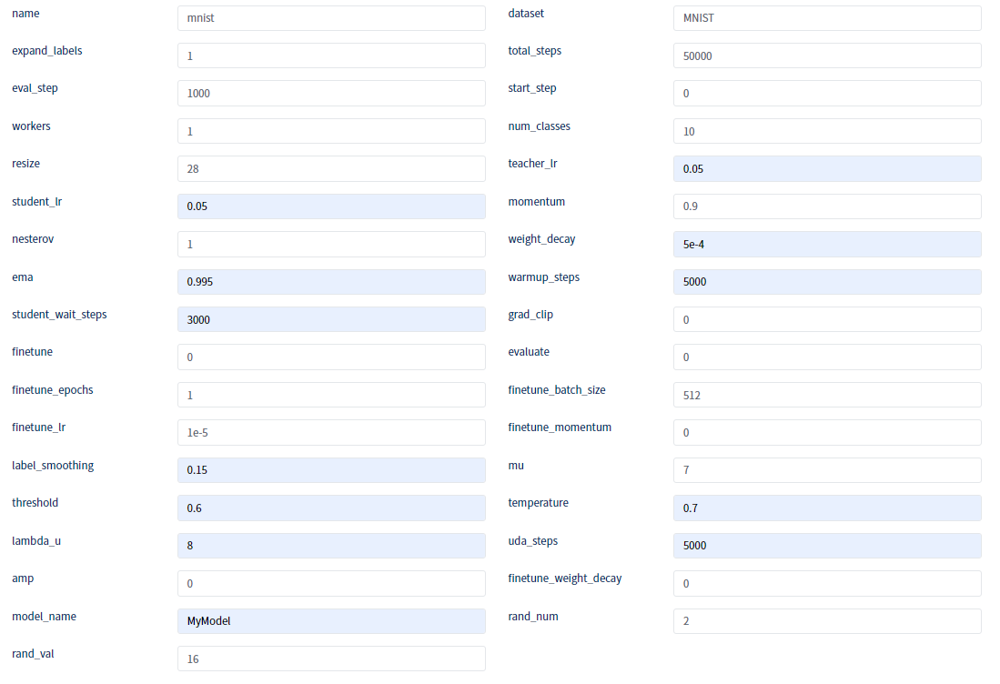 name mnist dataset MNIST
expand_labels 1 total_steps 50000
eval_step 1000 start_step 0
workers 1 num_classes 10
resize 28 teacher_lr 0.05
student_lr 0.05 momentum 0.9
nesterov 1 weight_decay 5e-4
ema 0.995 warmup_steps 5000
student_wait_steps 3000 grad_clip 0
finetune 0 evaluate 0
finetune_epochs 1 finetune_batch_size 512
finetune_lr 1e-5 finetune_momentum 0
label_smoothing 0.15 mu 7
threshold 0.6 temperature 0.7
lambda_u 8 uda_steps 5000
amp 0 finetune_weight_decay 0
model_name MyModel rand_num 2
rand_val 16